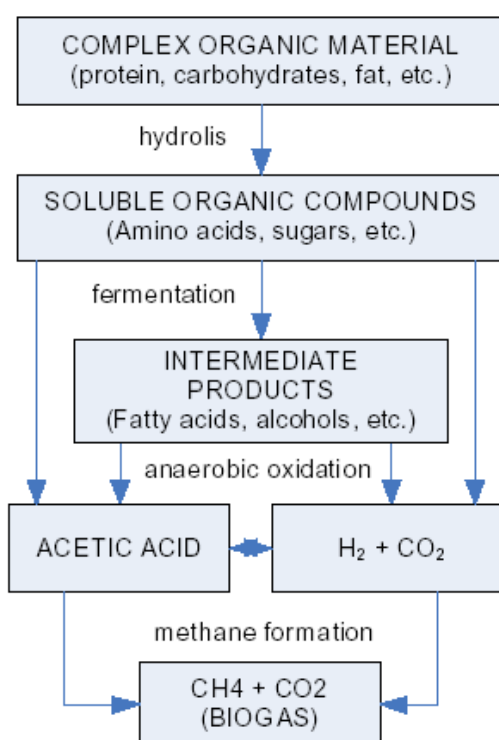 COMPLEX ORGANIC MATERIAL
(protein, carbohydrates, fat, etc.)
hydrolis
SOLUBLE ORGANIC COMPOUNDS
(Amino acids, sugars, etc.)
fermentation
INTERMEDIATE
PRODUCTS
(Fatty acids, alcohols, etc.)
anaerobic oxidation
ACETIC ACID
H₂ + CO₂
methane formation
CH4 + CO2
(BIOGAS)